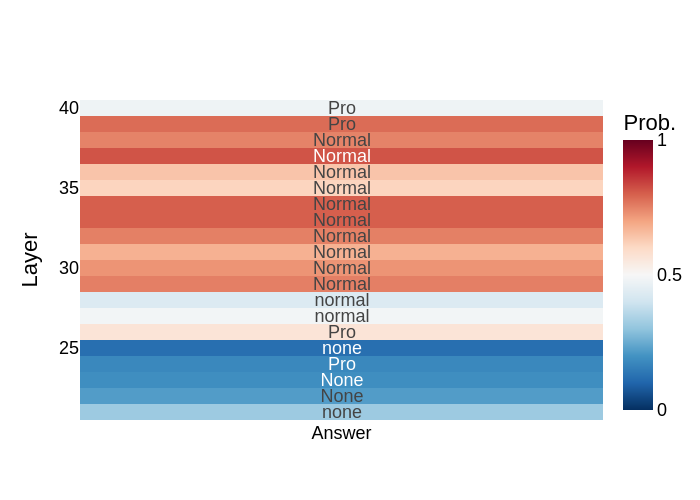 40
Pro
Pro
Normal
Normal
Normal
35
Normal
Normal
Normal
Normal
Normal
30
Normal
Normal
normal
normal
Pro
25
none
Pro
None
None
none
Answer
Layer
Prob.
1
0.5
0